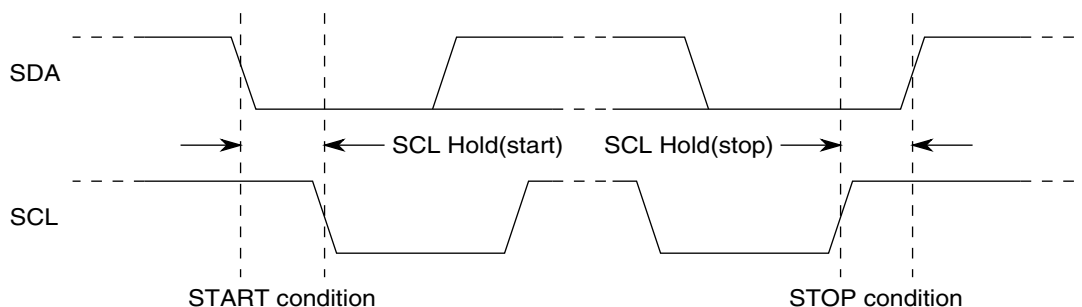 SDA
SCL Hold(start)
SCL Hold(stop)
SCL
START condition
STOP condition